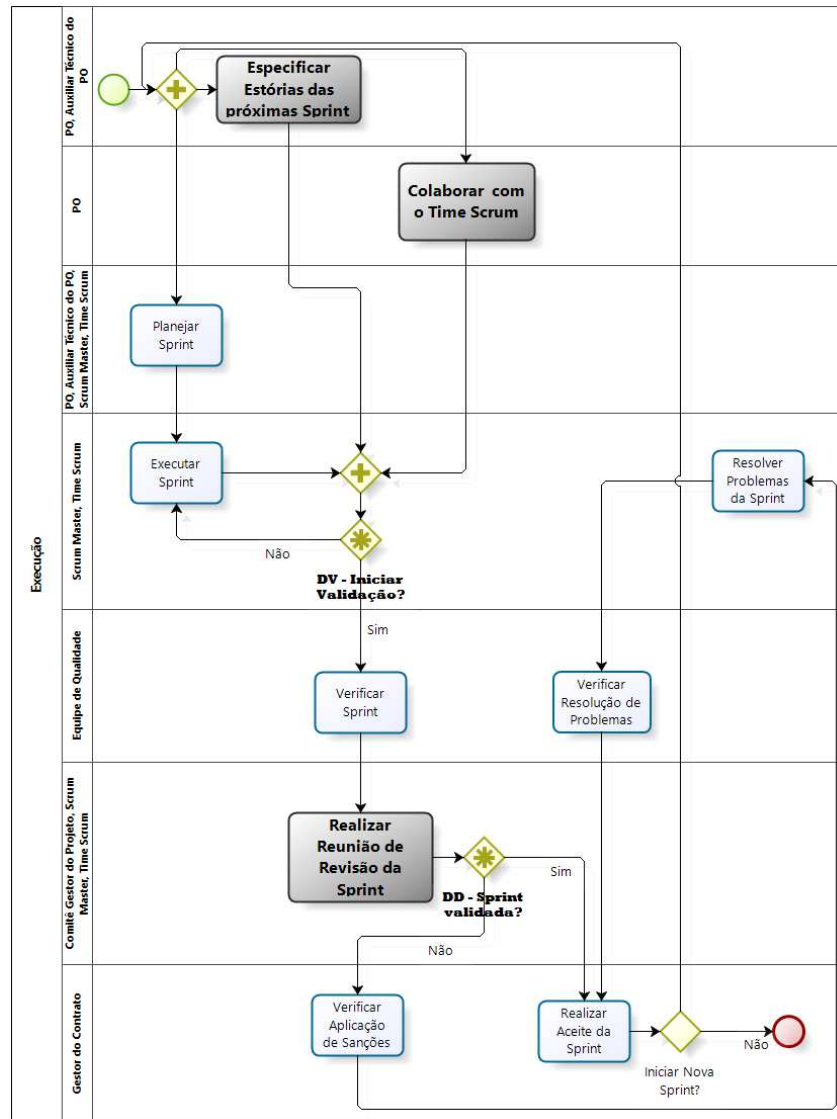 Execução
PO, Auxiliar Técnico do
PO
Especificar
Estórias das
próximas Sprint
PO
Colaborar com
o Time Scrum
PO, Auxiliar Técnico do PO,
Scrum Master, Time Scrum
Planejar
Sprint
Scrum Master, Time Scrum
Executar
Sprint
Resolver
Problemas
da Sprint
Não
DV - Iniciar
Validação?
Sim
Equipe de Qualidade
Verificar
Sprint
Verificar
Resolução de
Problemas
Comitê Gestor do Projeto, Scrum
Master, Time Scrum
Realizar
Reunião de
Revisão da
Sprint
Sim
DD - Sprint
validada?
Não
Gestor do Contrato
Verificar
Aplicação
de Sanções
Realizar
Aceite da
Sprint
Não
Iniciar Nova
Sprint?